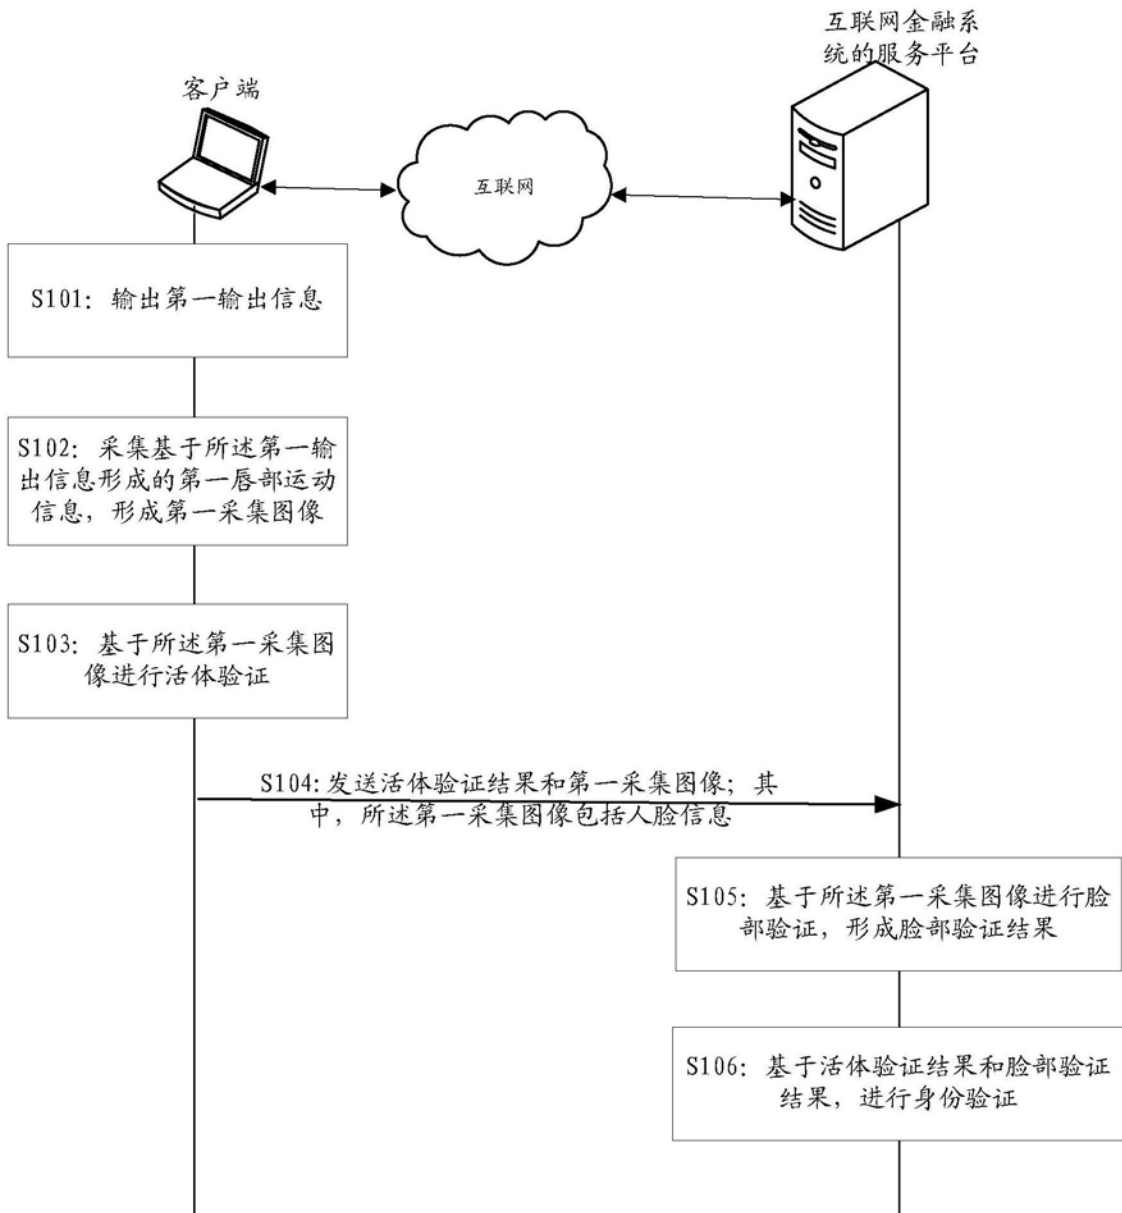 互联网金融系
统的服务平台
客户端
互联网
S101：输出第一输出信息
S102：采集基于所述第一输
出信息形成的第一唇部运动
信息，形成第一采集图像
S103：基于所述第一采集图
像进行活体验证
S104：发送活体验证结果和第一采集图像；其
中，所述第一采集图像包括人脸信息
S105：基于所述第一采集图像进行脸
部验证，形成脸部验证结果
S106：基于活体验证结果和脸部验证
结果，进行身份验证